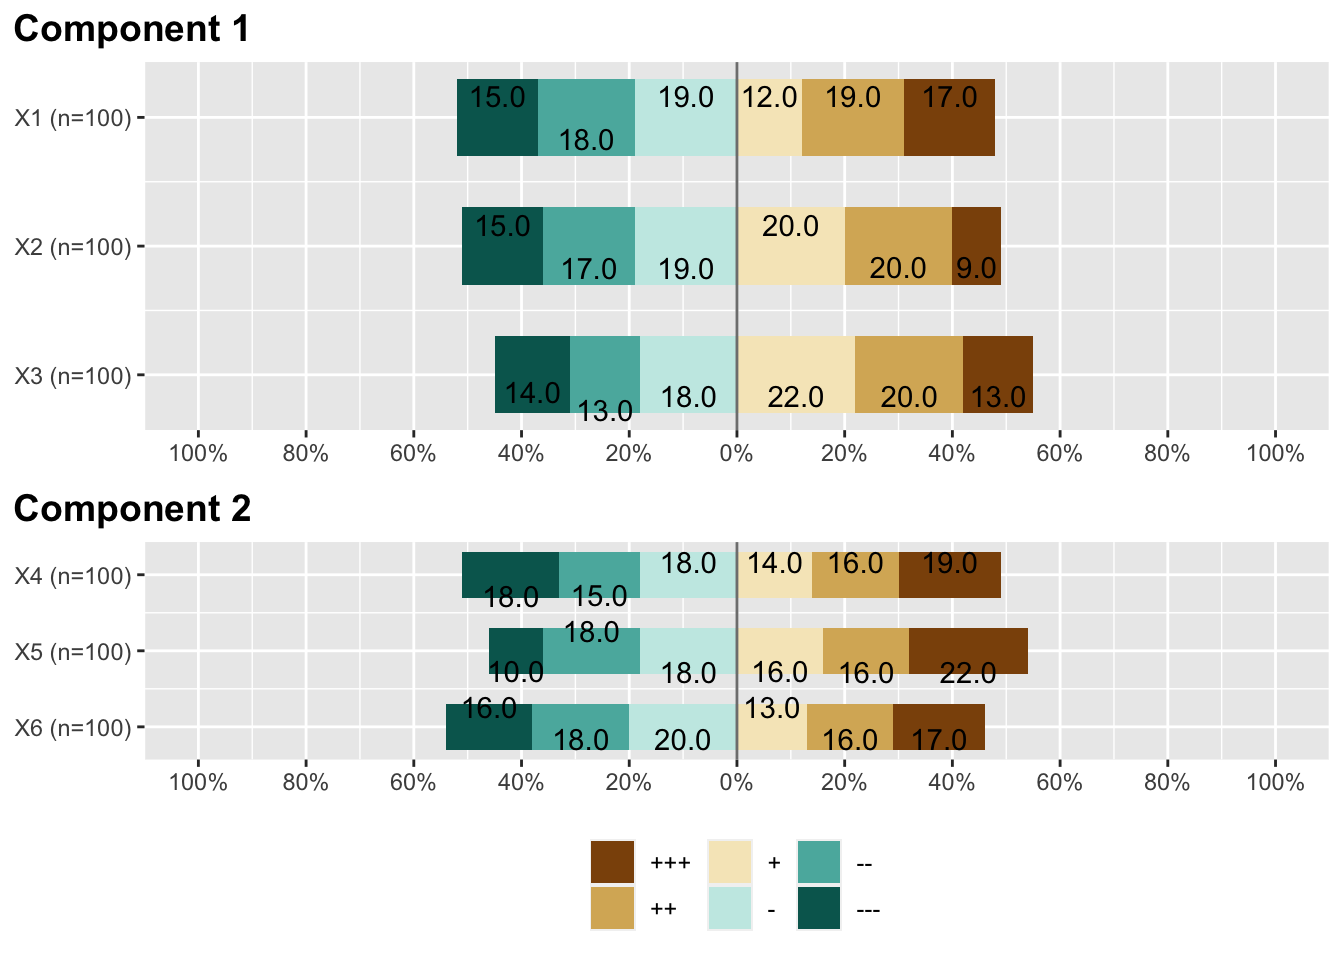 Component 1
X1 (n=100)
15.0 18.0 19.0 12.0 19.0 17.0
X2 (n=100)
15.0 17.0 19.0 20.0 20.0 9.0
X3 (n=100)
14.0 13.0 18.0 22.0 20.0 13.0
100% 80% 60% 40% 20% 0% 20% 40% 60% 80% 100%
Component 2
X4 (n=100)
18.0 15.0 18.0 14.0 16.0 19.0
X5 (n=100)
10.0 18.0 18.0 16.0 16.0 22.0
X6 (n=100)
16.0 18.0 20.0 13.0 16.0 17.0
100% 80% 60% 40% 20% 0% 20% 40% 60% 80% 100%
+++ + --
++ - ---